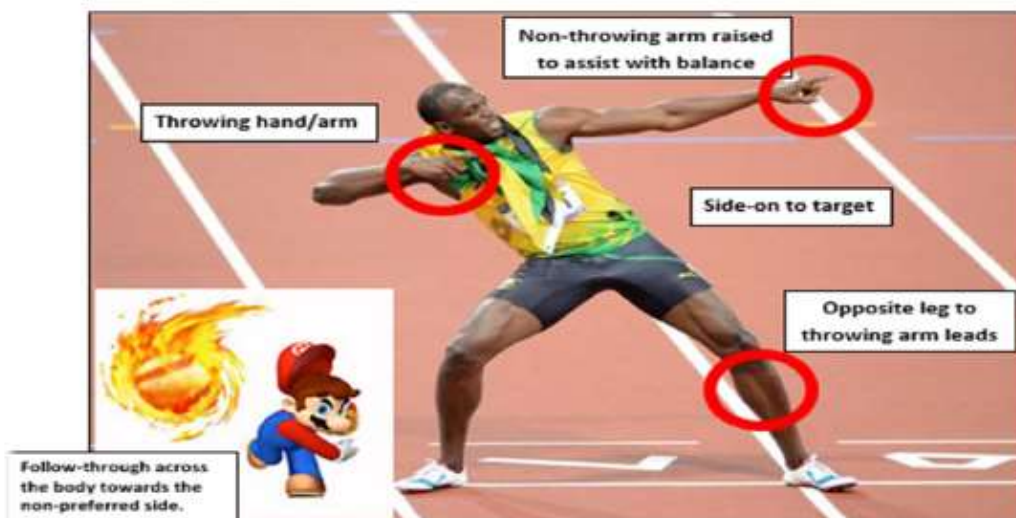 Non-throwing arm raised
to assist with balance
Throwing hand/arm
Side-on to target
Opposite leg to
throwing arm leads
Follow-through across
the body towards the
non-preferred side.